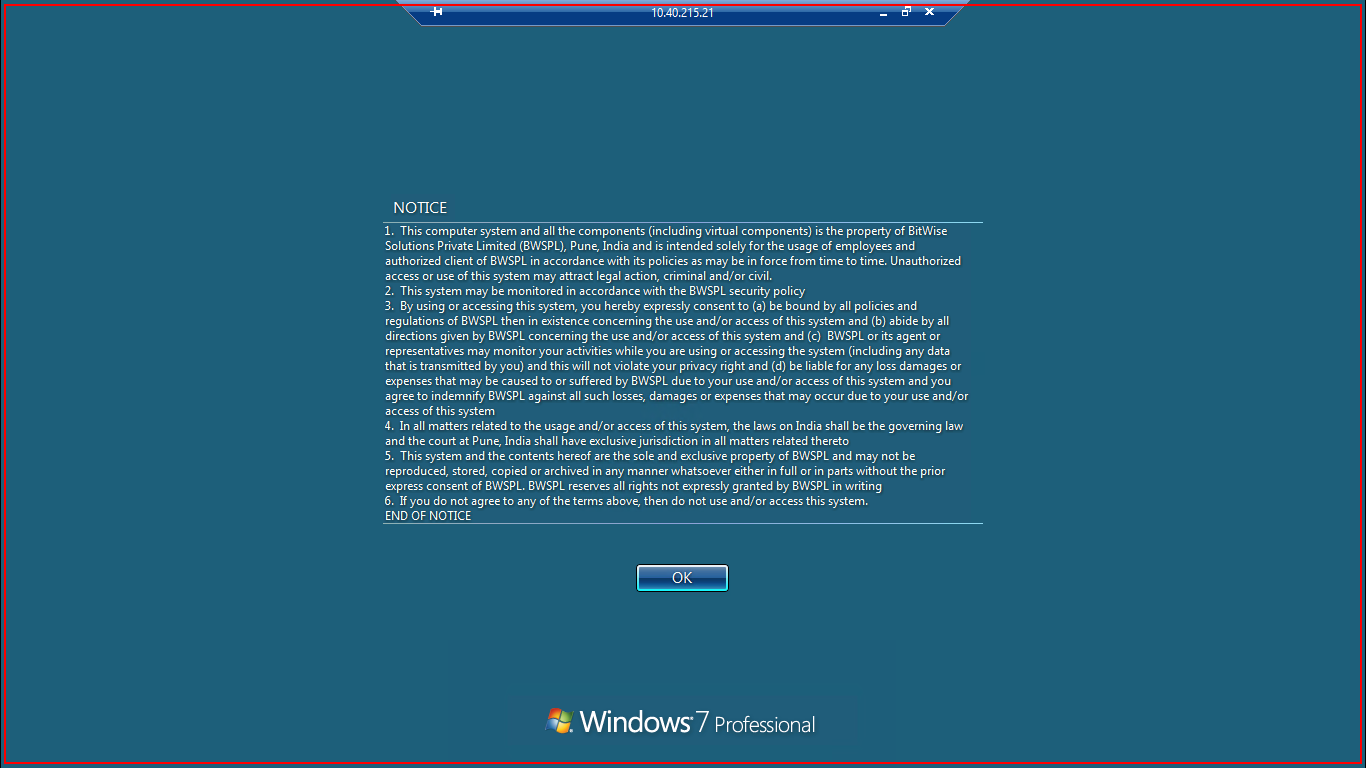 10.40.215.21
NOTICE
1.  This computer system and all the components (including virtual components) is the property of BitWise
Solutions Private Limited (BWSPL), Pune, India and is intended solely for the usage of employees and
authorized client of BWSPL in accordance with its policies as may be in force from time to time. Unauthorized
access or use of this system may attract legal action, criminal and/or civil.
2.  This system may be monitored in accordance with the BWSPL security policy
3.  By using or accessing this system, you hereby expressly consent to (a) be bound by all policies and
regulations of BWSPL then in existence concerning the use and/or access of this system and (b) abide by all
directions given by BWSPL concerning the use and/or access of this system and (c)  BWSPL or its agent or
representatives may monitor your activities while you are using or accessing the system (including any data
that is transmitted by you) and this will not violate your privacy right and (d) be liable for any loss damages or
expenses that may be caused to or suffered by BWSPL due to your use and/or access of this system and you
agree to indemnify BWSPL against all such losses, damages or expenses that may occur due to your use and/or
access of this system
4.  In all matters related to the usage and/or access of this system, the laws on India shall be the governing law
and the court at Pune, India shall have exclusive jurisdiction in all matters related thereto
5.  This system and the contents hereof are the sole and exclusive property of BWSPL and may not be
reproduced, stored, copied or archived in any manner whatsoever either in full or in parts without the prior
express consent of BWSPL. BWSPL reserves all rights not expressly granted by BWSPL in writing
6.  If you do not agree to any of the terms above, then do not use and/or access this system.
END OF NOTICE
OK
Windows 7 Professional